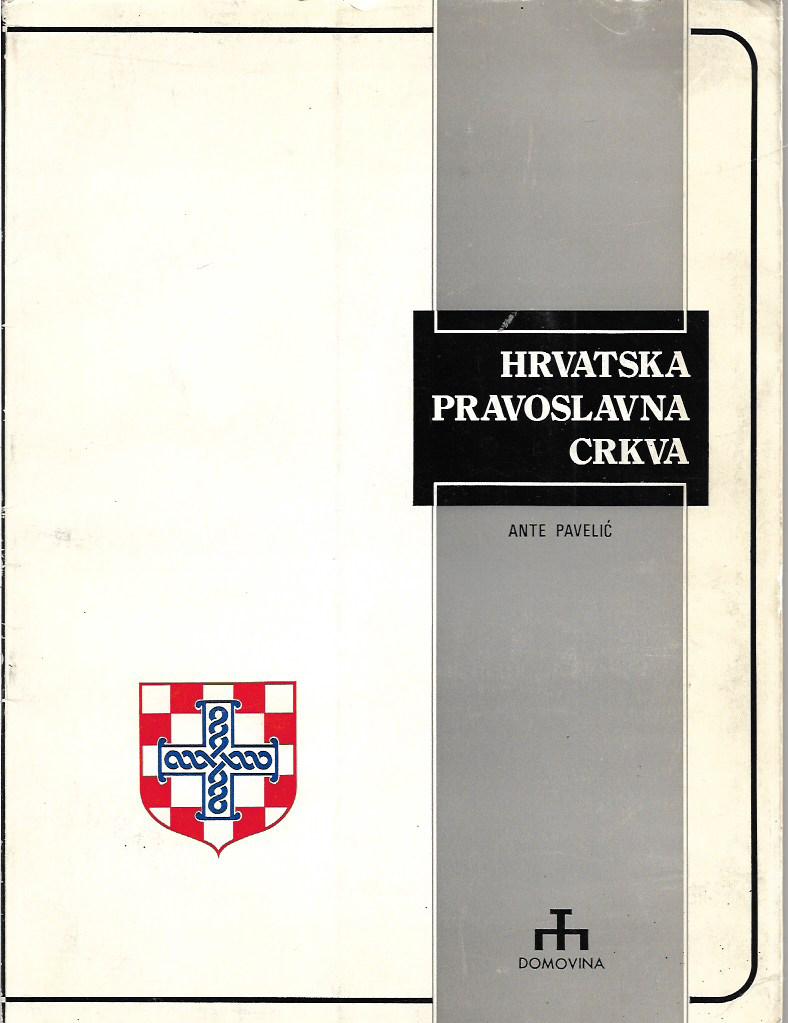 HRVATSKA
PRAVOSLAVNA
CRKVA
ANTE PAVELIĆ
DOMOVINA